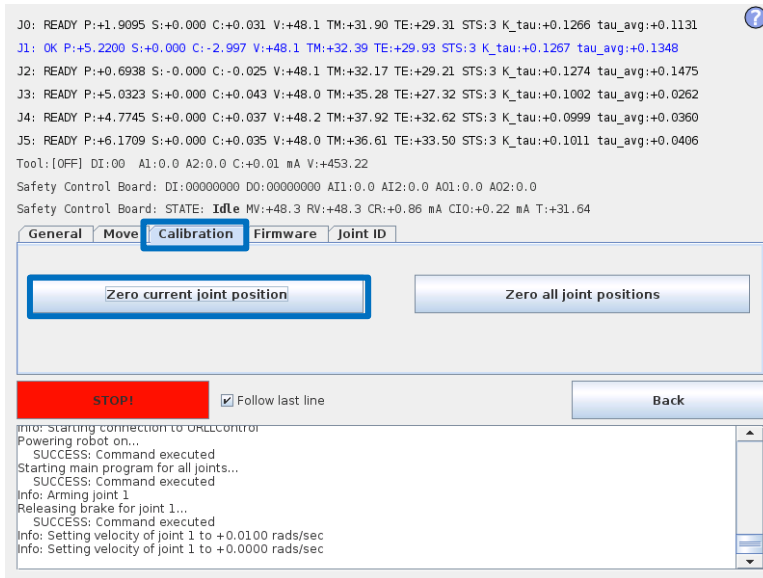 J0: READY P:+1.9095 S:+0.000 C:+0.031 V:+48.1 TM:+31.90 TE:+29.31 STS:3 K_tau:+0.1266 tau_avg:+0.1131
?
J1: OK P:+5.2200 S:+0.000 C:-2.997 V:+48.1 TM:+32.39 TE:+29.93 STS:3 K_tau:+0.1267 tau_avg:+0.1348
J2: READY P:+0.6938 S:-0.000 C:-0.025 V:+48.1 TM:+32.17 TE:+29.21 STS:3 K_tau:+0.1274 tau_avg:+0.1475
J3: READY P:+5.0323 S:+0.000 C:+0.043 V:+48.0 TM:+35.28 TE:+27.32 STS:3 K_tau:+0.1002 tau_avg:+0.0262
J4: READY P:+4.7745 S:+0.000 C:+0.037 V:+48.2 TM:+37.92 TE:+32.62 STS:3 K_tau:+0.0999 tau_avg:+0.0360
J5: READY P:+6.1709 S:+0.000 C:+0.035 V:+48.0 TM:+36.61 TE:+33.50 STS:3 K_tau:+0.1011 tau_avg:+0.0406
Tool:[OFF] DI:00 A1:0.0 A2:0.0 C:+0.01 mA V:+453.22
Safety Control Board: DI:00000000 DO:00000000 AI1:0.0 AI2:0.0 AO1:0.0 AO2:0.0
Safety Control Board: STATE: Idle MV:+48.3 RV:+48.3 CR:+0.86 mA CIO:+0.22 mA T:+31.64
General Move Calibration Firmware Joint ID
Zero current joint position Zero all joint positions
STOP! Follow last line Back
Info: Starting connection to URLLControl
Powering robot on...
SUCCESS: Command executed
Starting main program for all joints...
SUCCESS: Command executed
Info: Arming joint 1
Releasing brake for joint 1...
SUCCESS: Command executed
Info: Setting velocity of joint 1 to +0.0100 rads/sec
Info: Setting velocity of joint 1 to +0.0000 rads/sec